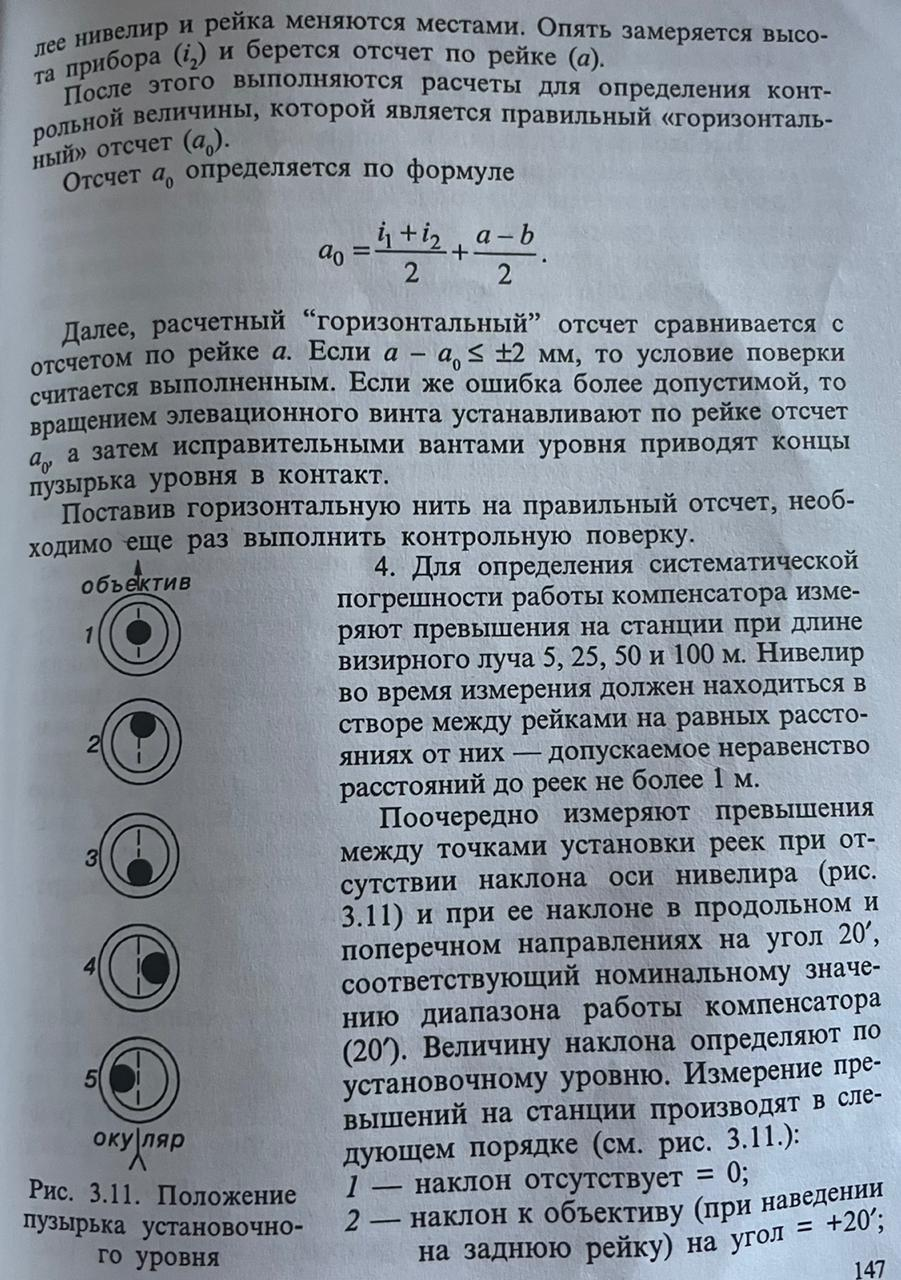 лее нивелир и рейка меняются местами. Опять замеряется высо-
та прибора (i₂) и берется отсчет по рейке (a).
После этого выполняются расчеты для определения конт-
рольной величины, которой является правильный «горизонталь-
ный» отсчет (a₀).
Отсчет a₀ определяется по формуле
a₀ = (i₁ + i₂)/2 + (a − b)/2.
Далее, расчетный “горизонтальный” отсчет сравнивается с
отсчетом по рейке a. Если a − a₀ ≤ ±2 мм, то условие поверки
считается выполненным. Если же ошибка более допустимой, то
вращением элевационного винта устанавливают по рейке отсчет
a₀, а затем исправительными вантами уровня приводят концы
пузырька уровня в контакт.
Поставив горизонтальную нить на правильный отсчет, необ-
ходимо еще раз выполнить контрольную поверку.
объектив
1
2
3
4
5
окуляр
Рис. 3.11. Положение
пузырька установочно-
го уровня
4. Для определения систематической
погрешности работы компенсатора изме-
ряют превышения на станции при длине
визирного луча 5, 25, 50 и 100 м. Нивелир
во время измерения должен находиться в
створе между рейками на равных рассто-
яниях от них — допускаемое неравенство
расстояний до реек не более 1 м.
Поочередно измеряют превышения
между точками установки реек при от-
сутствии наклона оси нивелира (рис.
3.11) и при ее наклоне в продольном и
поперечном направлениях на угол 20′,
соответствующий номинальному значе-
нию диапазона работы компенсатора
(20′). Величину наклона определяют по
установочному уровню. Измерение пре-
вышений на станции производят в сле-
дующем порядке (см. рис. 3.11.):
1 — наклон отсутствует = 0;
2 — наклон к объективу (при наведении
на заднюю рейку) на угол = +20′;
147